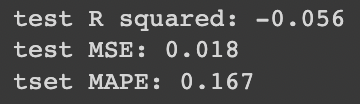 test R squared: -0.056
test MSE: 0.018
tset MAPE: 0.167